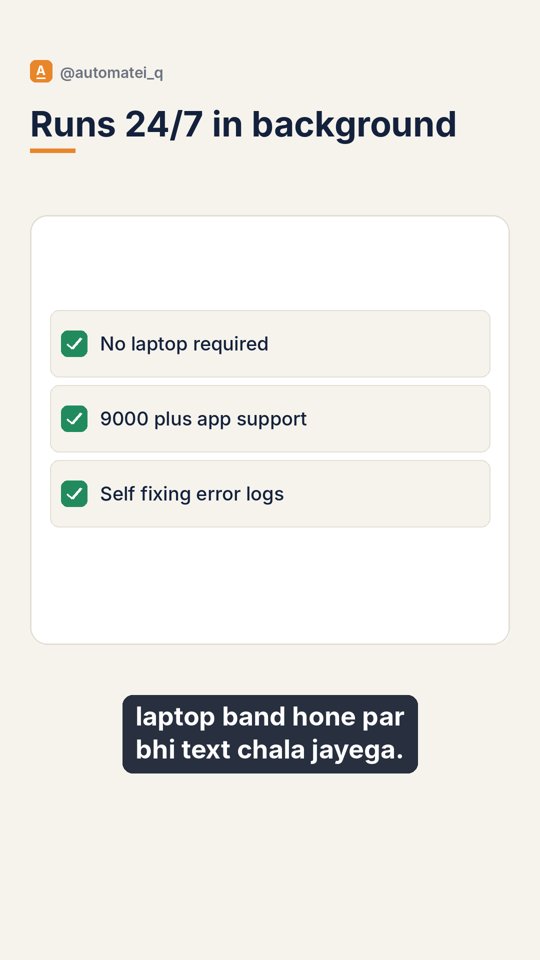 A @automatei_q
Runs 24/7 in background
No laptop required
9000 plus app support
Self fixing error logs
laptop band hone par
bhi text chala jayega.